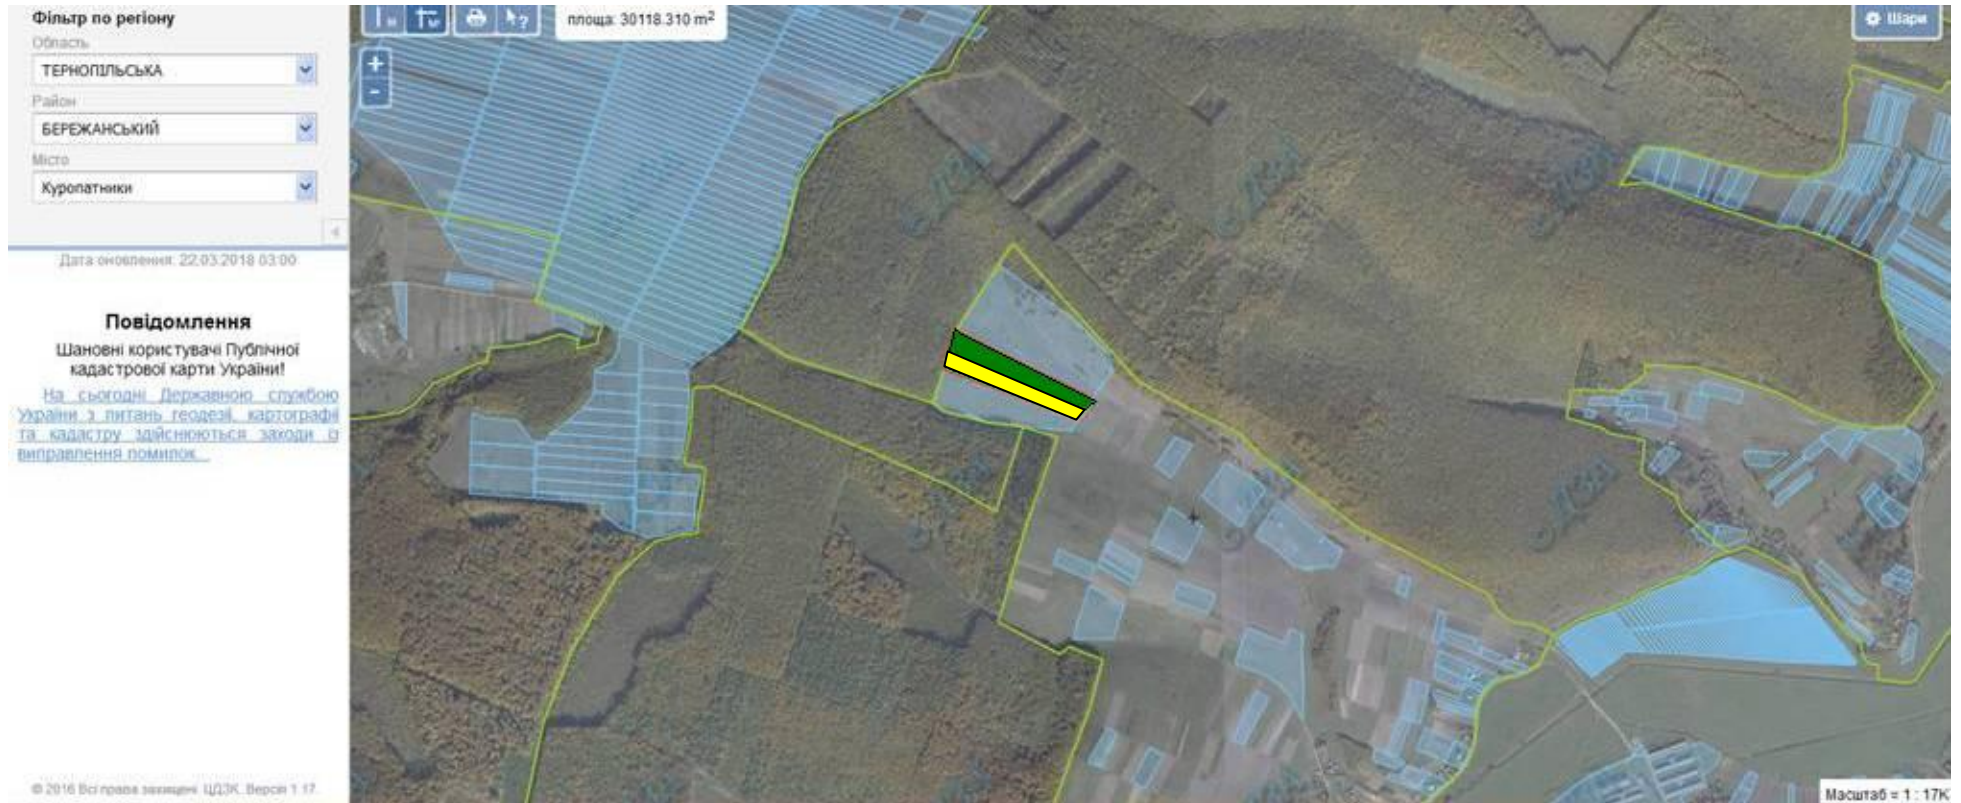 Фільтр по регіону
Область
ТЕРНОПІЛЬСЬКА
Район
БЕРЕЖАНСЬКИЙ
Місто
Куропатники
Дата оновлення: 22.03.2018 03:00
Повідомлення
Шановні користувачі Публічної
кадастрової карти України!
На сьогодні Державною службою
України з питань геодезії, картографії
та кадастру здійснюються заходи із
виправлення помилок...
© 2016 Всі права захищені. ЦДЗК. Версія 1.17.
площа: 30118.310 m²
Шари
Масштаб = 1 : 17K